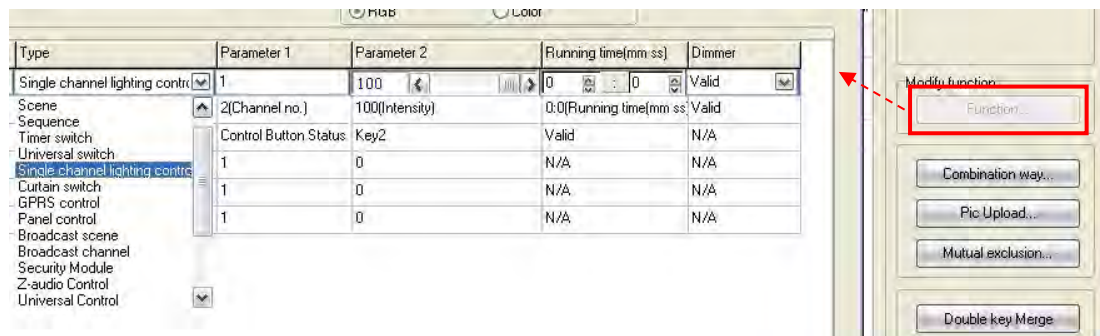 RGB Color
Type Parameter 1 Parameter 2 Running time(mm ss) Dimmer
Single channel lighting contr 1 100 0 : 0 Valid
Scene 2(Channel no.) 100(Intensity) 0:0(Running time(mm ss Valid
Sequence
Timer switch Control Button Status Key2 Valid N/A
Universal switch
Single channel lighting contr 1 0 N/A N/A
Curtain switch 1 0 N/A N/A
GPRS control
Panel control 1 0 N/A N/A
Broadcast scene
Broadcast channel
Security Module
Z-audio Control
Universal Control
Modify function
Function...
Combination way...
Pic Upload...
Mutual exclusion...
Double key Merge